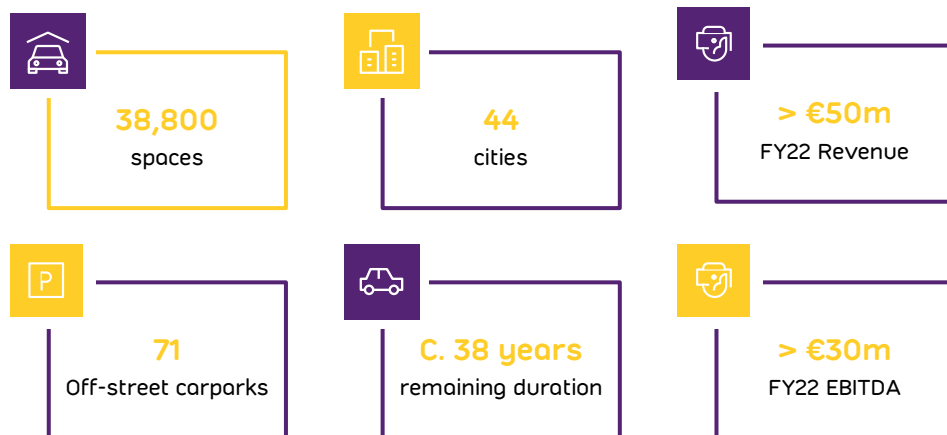 38,800
spaces
44
cities
> €50m
FY22 Revenue
P
71
Off-street carparks
C. 38 years
remaining duration
> €30m
FY22 EBITDA